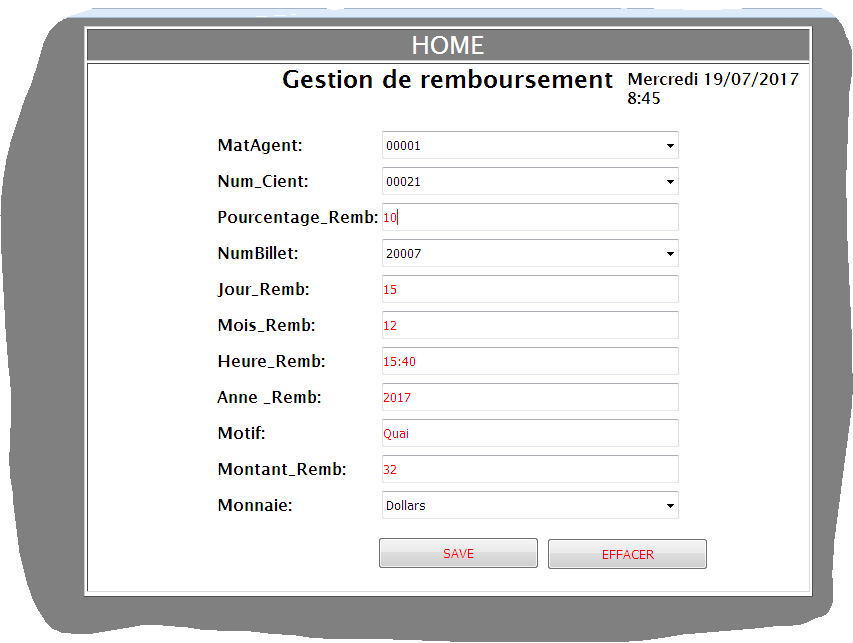 HOME
Gestion de remboursement
Mercredi 19/07/2017
8:45
MatAgent: 00001
Num_Cient: 00021
Pourcentage_Remb: 10
NumBillet: 20007
Jour_Remb: 15
Mois_Remb: 12
Heure_Remb: 15:40
Anne _Remb: 2017
Motif: Quai
Montant_Remb: 32
Monnaie: Dollars
SAVE EFFACER